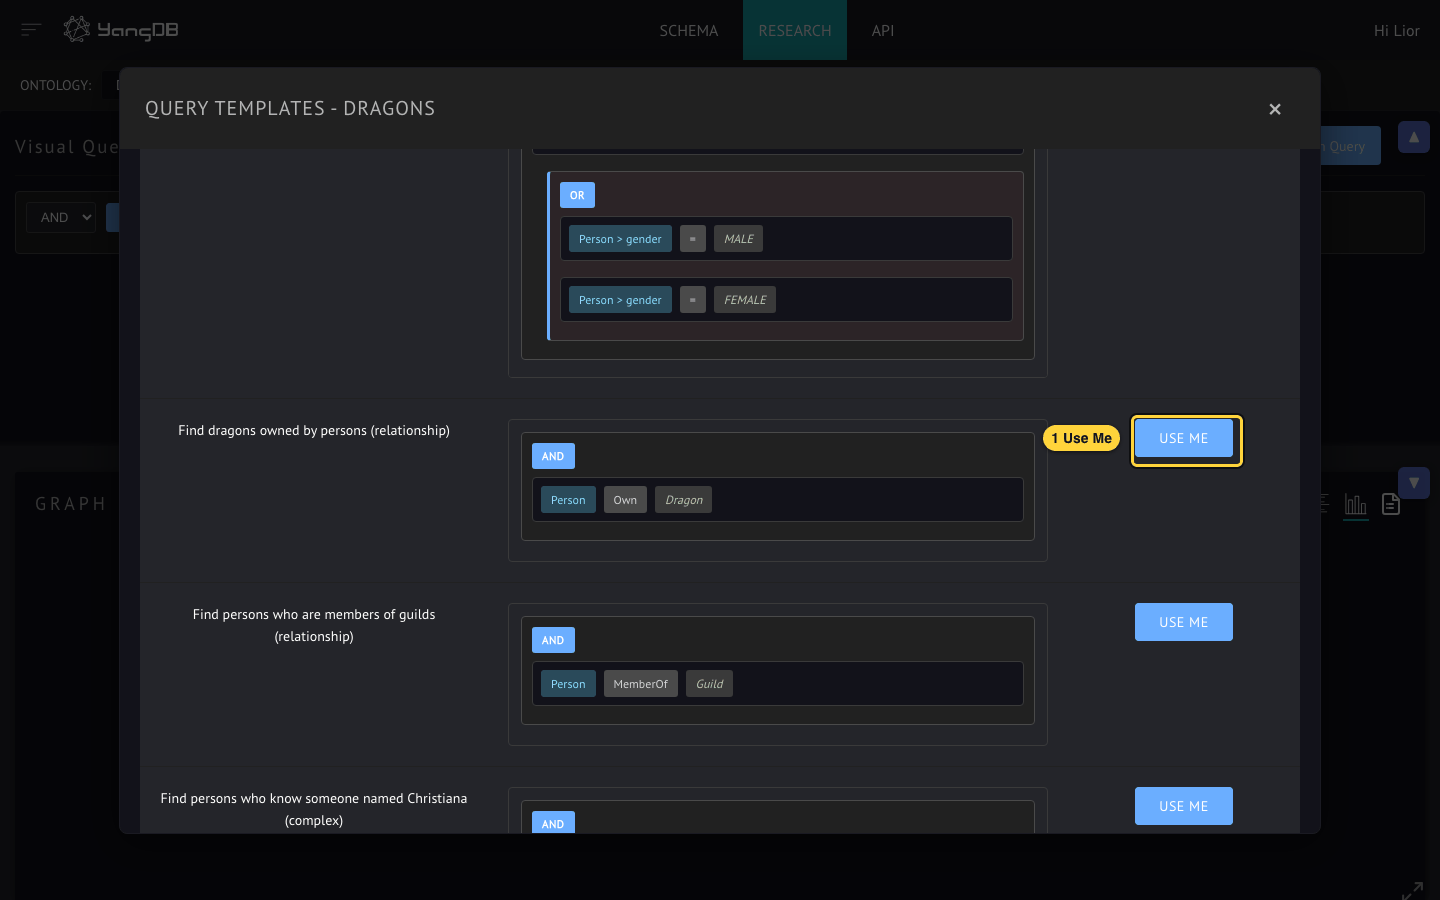 YangDB
SCHEMA
RESEARCH
API
Hi Lior
ONTOLOGY:
QUERY TEMPLATES - DRAGONS
×
Visual Que
Query
AND
OR
Person > gender
=
MALE
Person > gender
=
FEMALE
Find dragons owned by persons (relationship)
AND
Person
Own
Dragon
1 Use Me
USE ME
GRAPH
Find persons who are members of guilds
(relationship)
AND
Person
MemberOf
Guild
USE ME
Find persons who know someone named Christiana
(complex)
AND
USE ME